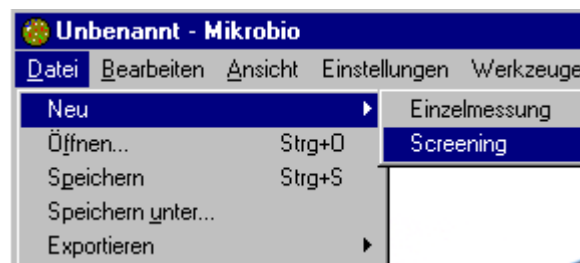 Unbenannt - Mikrobio
Datei Bearbeiten Ansicht Einstellungen Werkzeuge
Neu
Einzelmessung
Öffnen... Strg+O
Screening
Speichern Strg+S
Speichern unter...
Exportieren